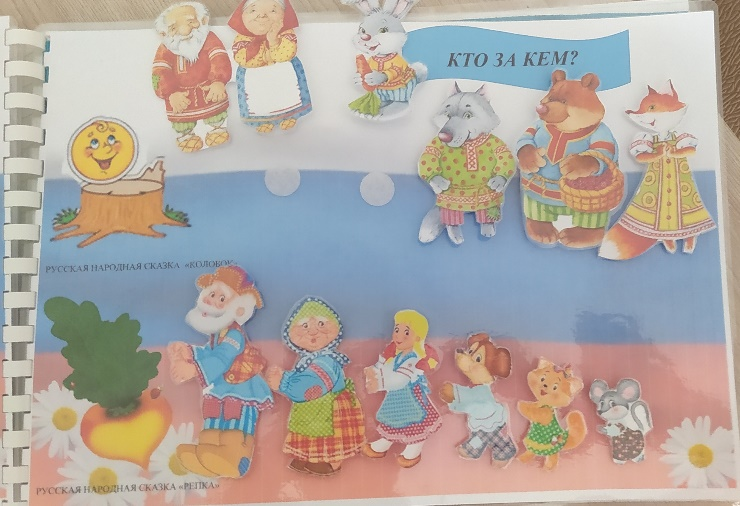 КТО ЗА КЕМ?
РУССКАЯ НАРОДНАЯ СКАЗКА «КОЛОБОК»
РУССКАЯ НАРОДНАЯ СКАЗКА «РЕПКА»